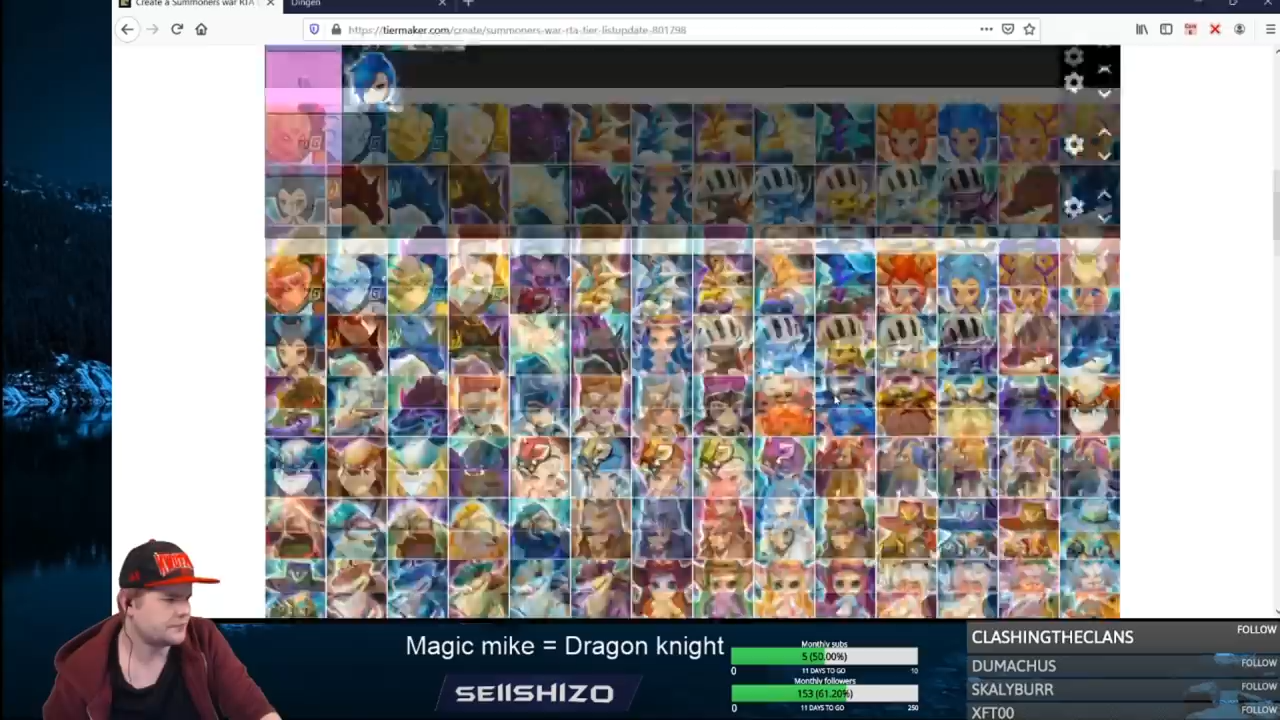 Create a Summoners war RTA
Dingen
https://tiermaker.com/create/summoners-war-rta-tier-listupdate-801798
Magic mike = Dragon knight
SellSHIZO
Monthly subs
5 (50.00%)
0 11 DAYS TO GO 10
Monthly followers
153 (61.20%)
0 11 DAYS TO GO 250
CLASHINGTHECLANS FOLLOW
DUMACHUS FOLLOW
SKALYBURR FOLLOW
XFT00 FOLLOW